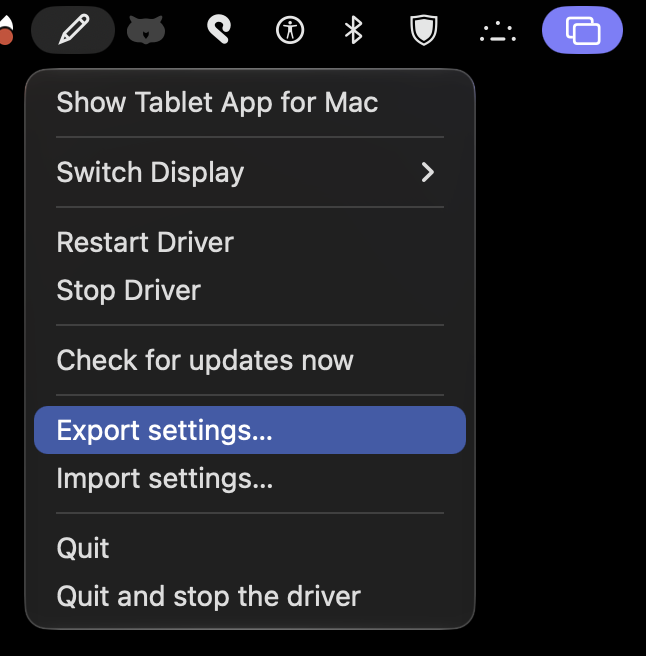 Show Tablet App for Mac
Switch Display
Restart Driver
Stop Driver
Check for updates now
Export settings...
Import settings...
Quit
Quit and stop the driver